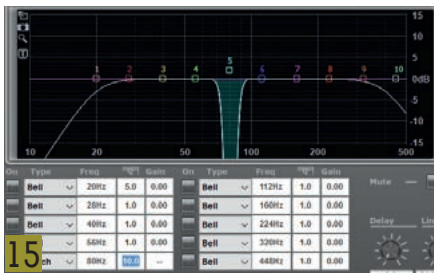 15
10
5
0dB
-5
-10
-15
1 2 3 4 5 6 7 8 9 10
10 20 50 100 200 500
On Type Freq Gain On Type Freq Gain
Bell 20Hz 5.0 0.00 Bell 112Hz 1.0 0.00
Bell 28Hz 1.0 0.00 Bell 160Hz 1.0 0.00
Bell 40Hz 1.0 0.00 Bell 224Hz 1.0 0.00
56Hz 1.0 0.00 Bell 320Hz 1.0 0.00
ch 80Hz 10.0 -- Bell 448Hz 1.0 0.00
Mute
Delay
15